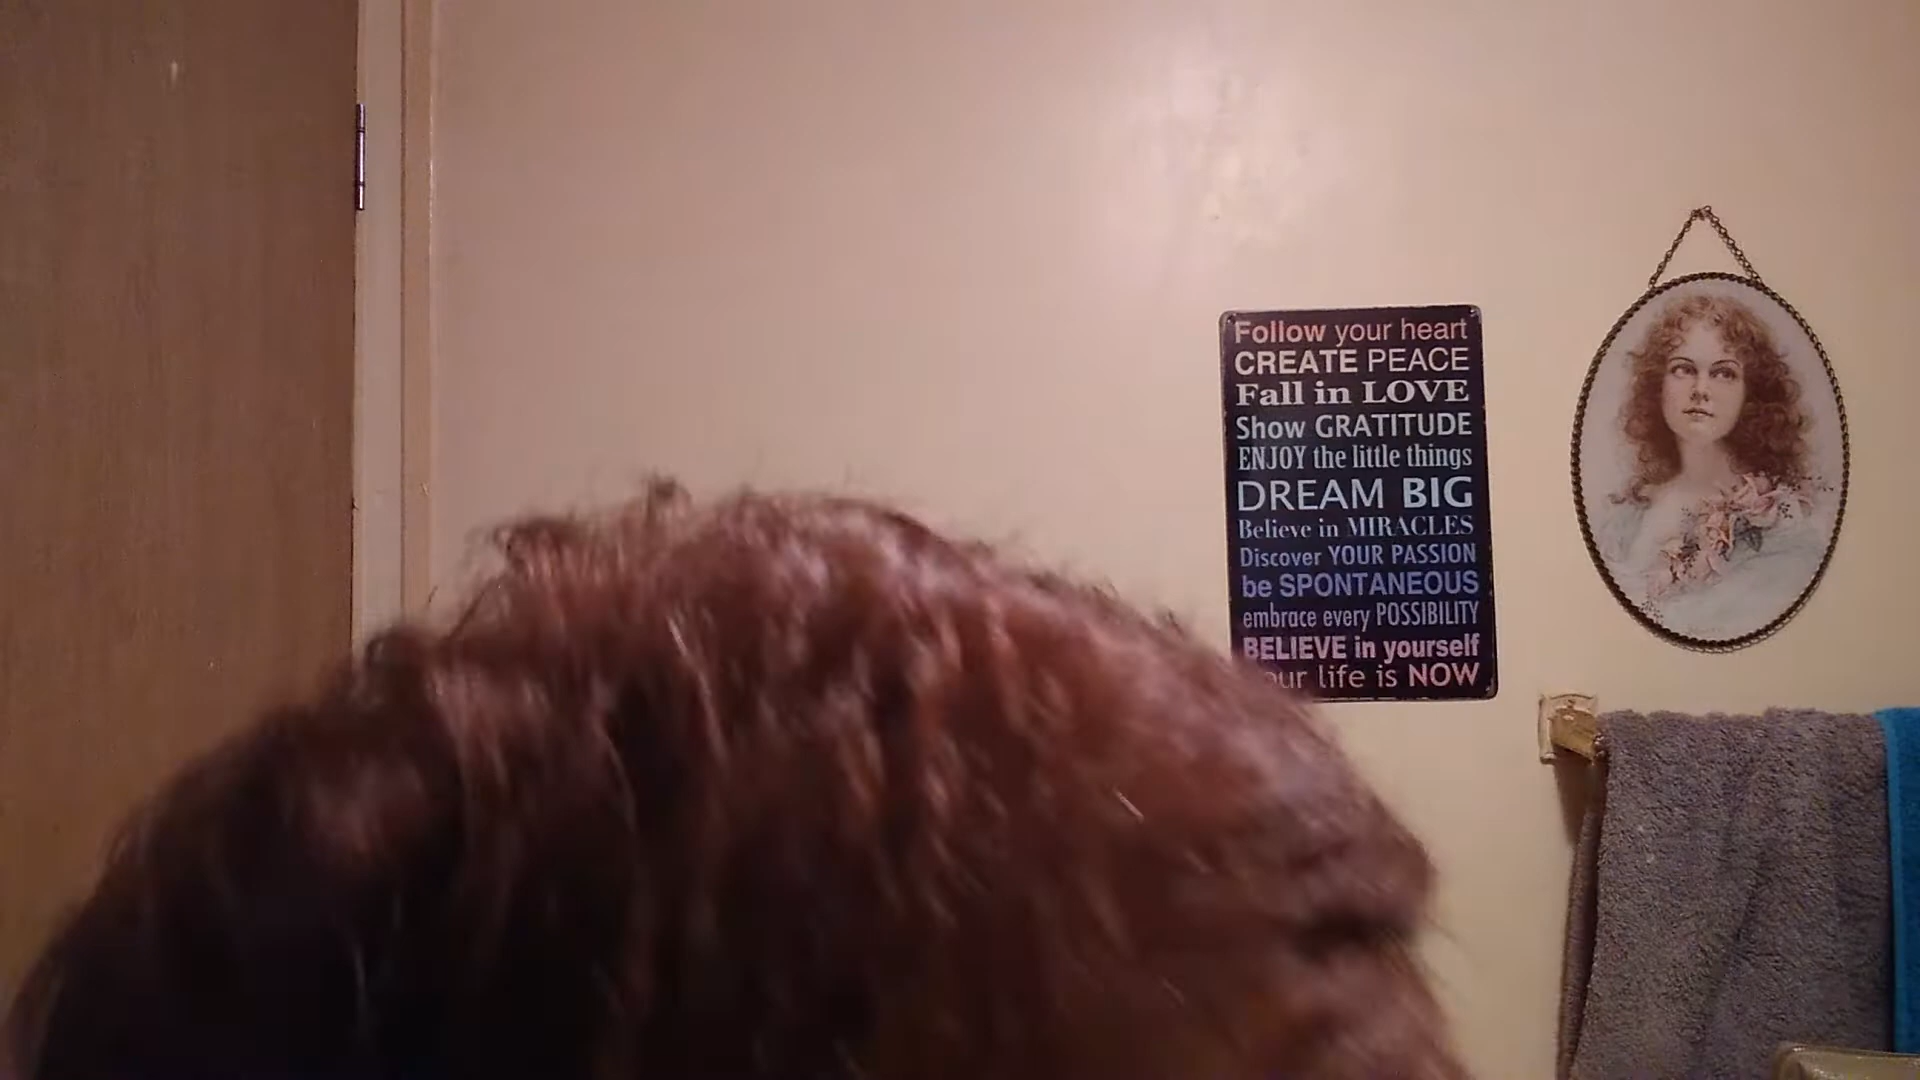 Follow your heart
CREATE PEACE
Fall in LOVE
Show GRATITUDE
ENJOY the little things
DREAM BIG
Believe in MIRACLES
Discover YOUR PASSION
be SPONTANEOUS
embrace every POSSIBILITY
BELIEVE in yourself
life is NOW